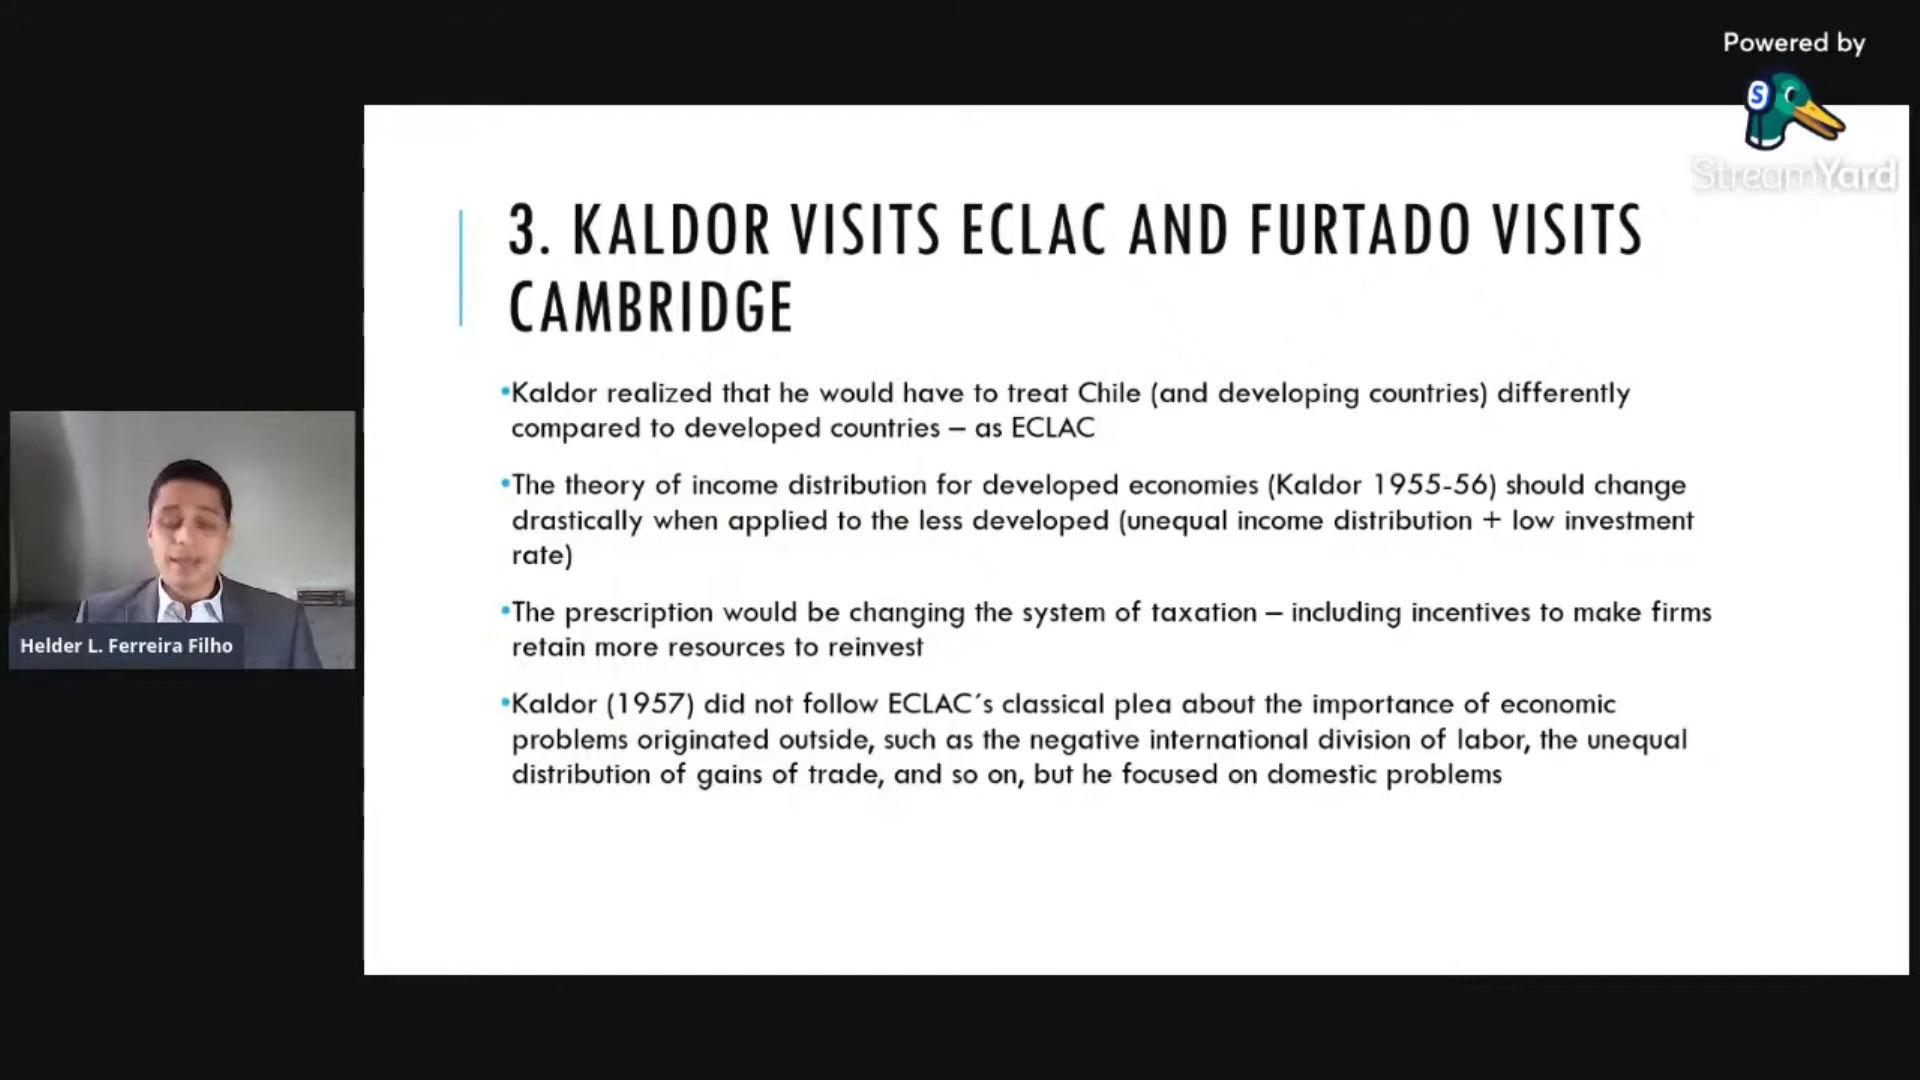 Powered by
S
StreamYard
3. KALDOR VISITS ECLAC AND FURTADO VISITS
CAMBRIDGE
•Kaldor realized that he would have to treat Chile (and developing countries) differently
compared to developed countries – as ECLAC
•The theory of income distribution for developed economies (Kaldor 1955-56) should change
drastically when applied to the less developed (unequal income distribution + low investment
rate)
•The prescription would be changing the system of taxation – including incentives to make firms
retain more resources to reinvest
•Kaldor (1957) did not follow ECLAC´s classical plea about the importance of economic
problems originated outside, such as the negative international division of labor, the unequal
distribution of gains of trade, and so on, but he focused on domestic problems
Helder L. Ferreira Filho